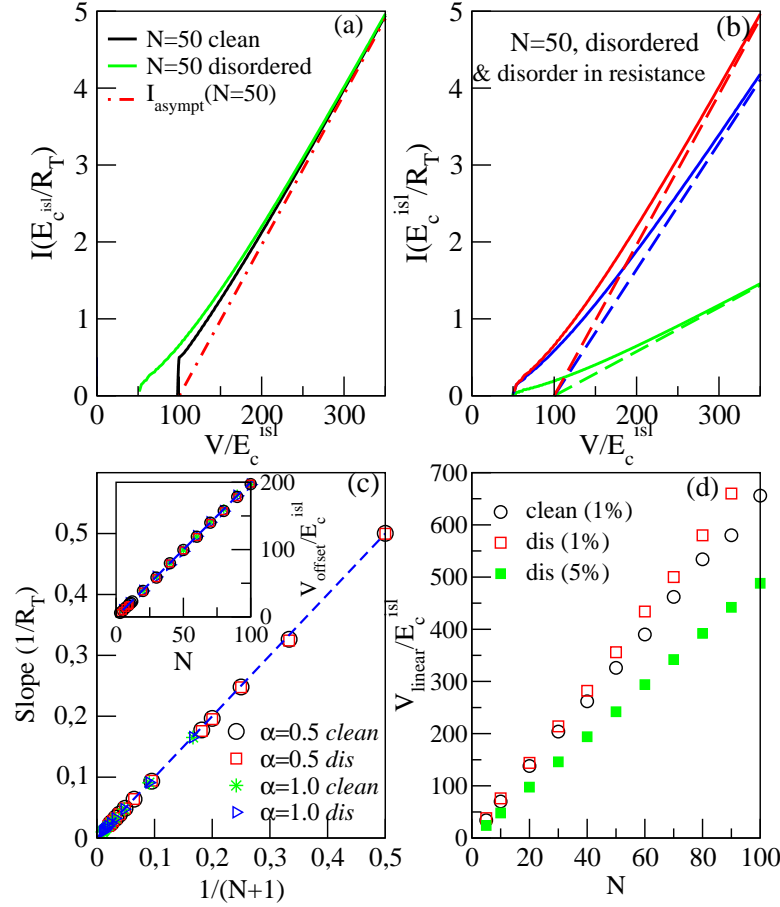 (a)
N=50 clean
N=50 disordered
I_asympt(N=50)
I(E_c^isl/R_T)
5
4
3
2
1
0
0 100 200 300
V/E_c^isl
(b)
N=50, disordered
& disorder in resistance
I(E_c^isl/R_T)
5
4
3
2
1
0
0 100 200 300
V/E_c^isl
(c)
Slope (1/R_T)
0,5
0,4
0,3
0,2
0,1
0
0 0,1 0,2 0,3 0,4 0,5
1/(N+1)
200
100
0
V_offset/E_c^isl
0 50 100
N
α=0.5 clean
α=0.5 dis
α=1.0 clean
α=1.0 dis
(d)
clean (1%)
dis (1%)
dis (5%)
V_linear/E_c^isl
700
600
500
400
300
200
100
0
0 20 40 60 80 100
N